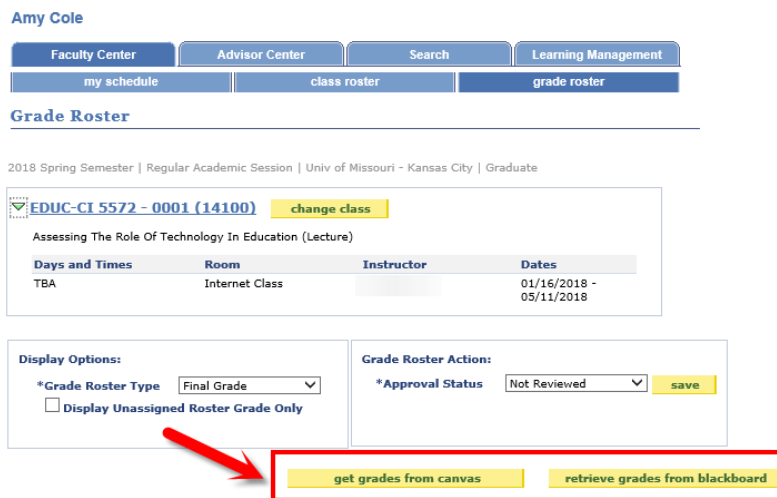 Amy Cole
Faculty Center Advisor Center Search Learning Management
my schedule class roster grade roster
Grade Roster
2018 Spring Semester | Regular Academic Session | Univ of Missouri - Kansas City | Graduate
EDUC-CI 5572 - 0001 (14100) change class
Assessing The Role Of Technology In Education (Lecture)
Days and Times Room Instructor Dates
TBA Internet Class 01/16/2018 -
05/11/2018
Display Options: Grade Roster Action:
*Grade Roster Type Final Grade *Approval Status Not Reviewed save
Display Unassigned Roster Grade Only
get grades from canvas retrieve grades from blackboard